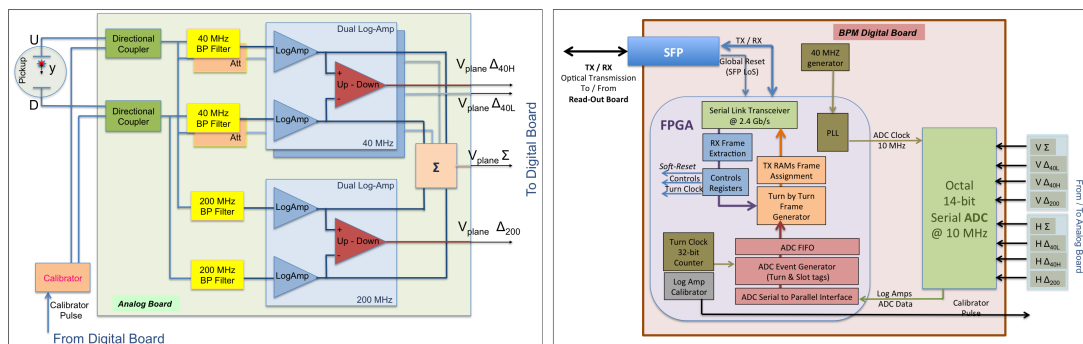 U
Pickup
y
D
Directional
Coupler
Directional
Coupler
40 MHz
BP Filter
Att
40 MHz
BP Filter
Att
200 MHz
BP Filter
200 MHz
BP Filter
Calibrator
Calibrator
Pulse
From Digital Board
Analog Board
Dual Log-Amp
LogAmp
+
Up - Down
-
LogAmp
40 MHz
Dual Log-Amp
LogAmp
+
Up - Down
-
LogAmp
200 MHz
Σ
Vplane Δ40H
Vplane Δ40L
Vplane Σ
Vplane Δ200
To Digital Board
BPM Digital Board
SFP
TX / RX
Optical Transmission
To / From
Read-Out Board
TX / RX
Global Reset
(SFP LoS)
40 MHz
generator
FPGA
Serial Link Transceiver
@ 2.4 Gb/s
PLL
ADC Clock
10 MHz
RX Frame
Extraction
Controls
Registers
Soft-Reset
Controls
Turn Clock
TX RAMs Frame
Assignment
Turn by Turn
Frame
Generator
ADC FIFO
ADC Event Generator
(Turn & Slot tags)
ADC Serial to Parallel Interface
Turn Clock
32-bit
Counter
Log Amp
Calibrator
Log Amps
ADC Data
Calibrator
Pulse
Octal
14-bit
Serial ADC
@ 10 MHz
V Σ
V Δ40L
V Δ40H
V Δ200
H Σ
H Δ40L
H Δ40H
H Δ200
From / To Analog Board